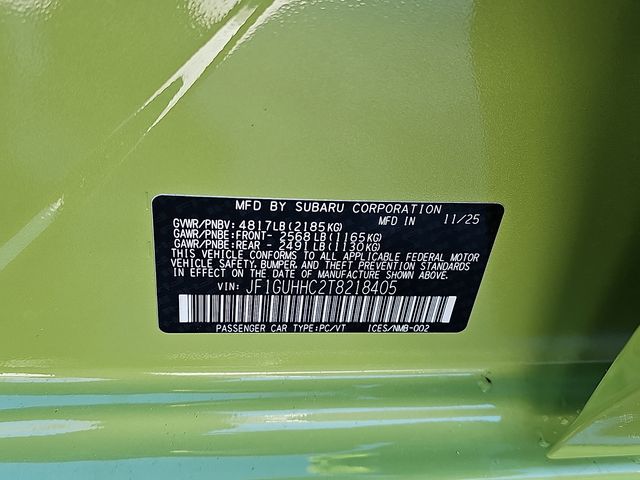 MFD BY SUBARU CORPORATION
GVWR/PNBV: 4817LB(2185KG) MFD IN 11/25
GAWR/PNBE:FRONT- 2568LB(1165KG)
GAWR/PNBE:REAR - 2491LB(1130KG)
THIS VEHICLE CONFORMS TO ALL APPLICABLE FEDERAL MOTOR
VEHICLE SAFETY, BUMPER, AND THEFT PREVENTION STANDARDS
IN EFFECT ON THE DATE OF MANUFACTURE SHOWN ABOVE.
VIN: JF1GUHHC2T8218405
PASSENGER CAR TYPE:PC/VT ICES/NMB-002